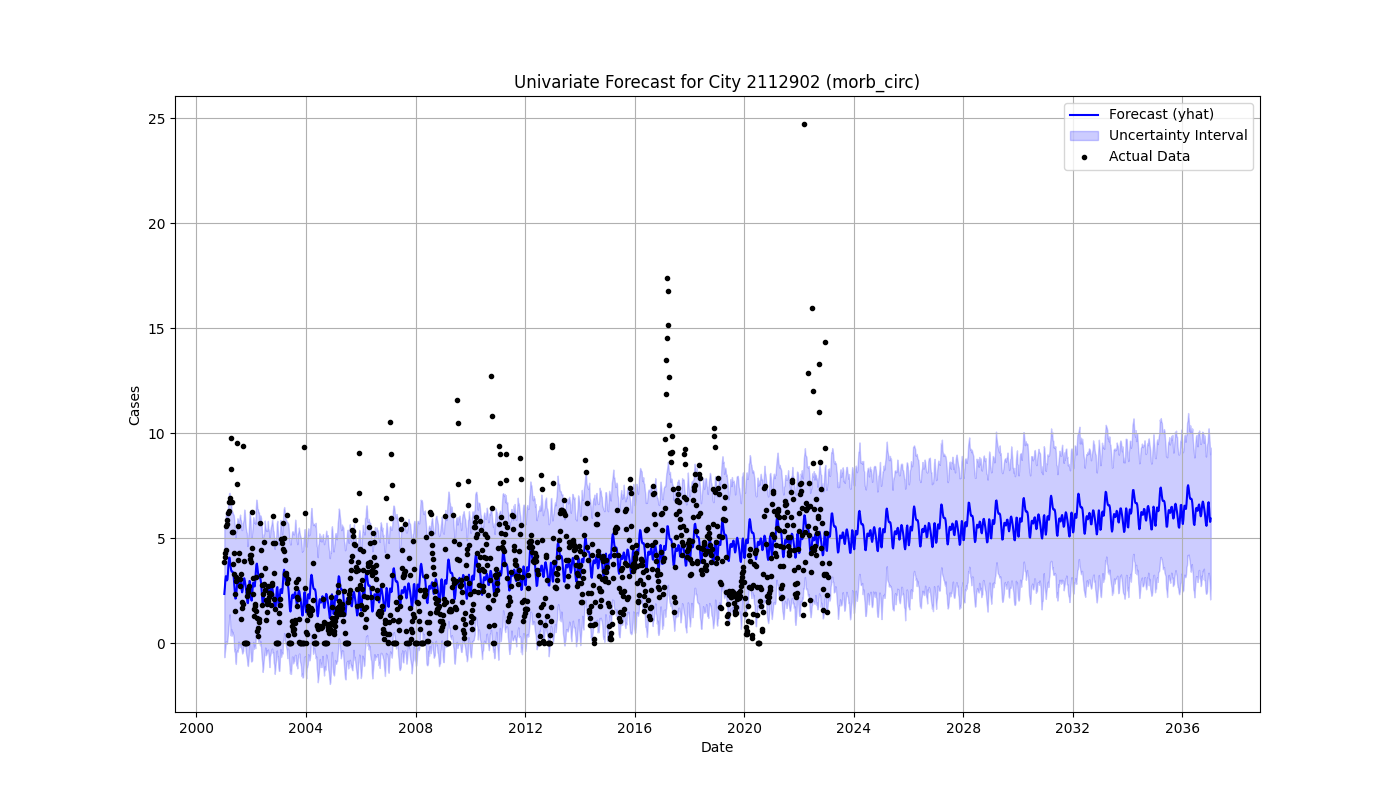 Univariate Forecast for City 2112902 (morb_circ)
Forecast (yhat)
Uncertainty Interval
Actual Data
Cases
25
20
15
10
5
0
2000 2004 2008 2012 2016 2020 2024 2028 2032 2036
Date